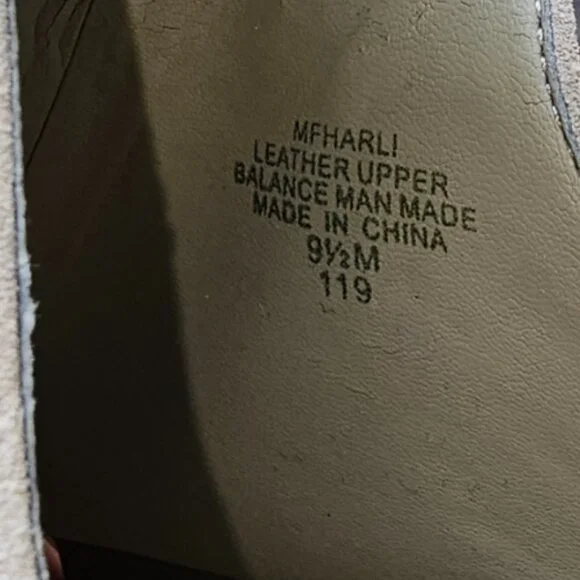 MFHARLI
LEATHER UPPER
BALANCE MAN MADE
MADE IN CHINA
9½M
119